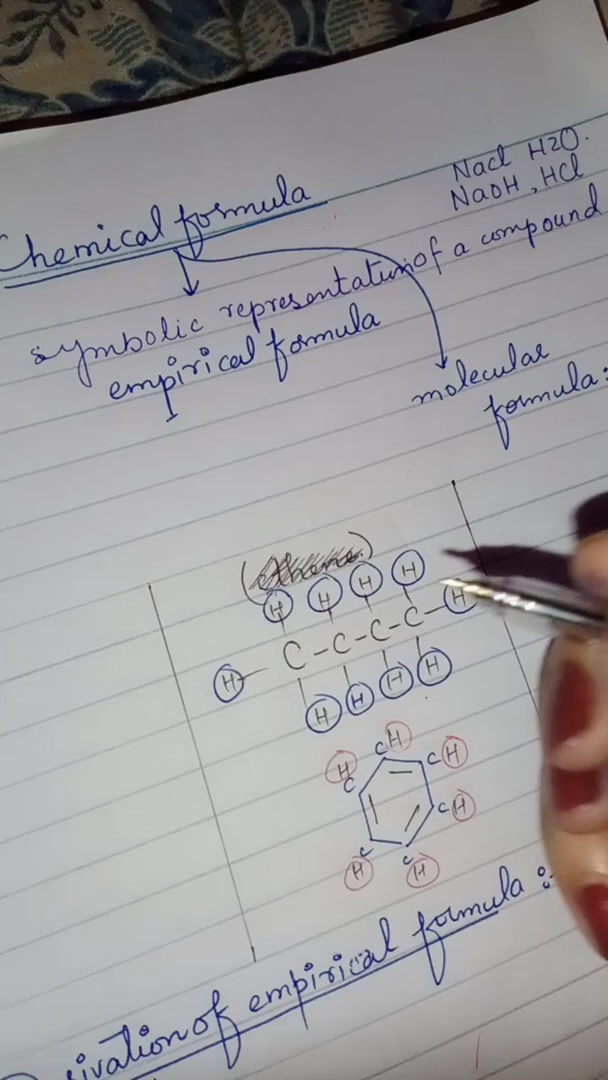 Nacl H2O.
NaOH, HCl
Chemical formula
symbolic representation of a compound
empirical formula
molecular
formula:
H H H H
H-C-C-C-C-H
H H H H
H CH
C CH
CH
C C
H H
Derivation of empirical formula :-